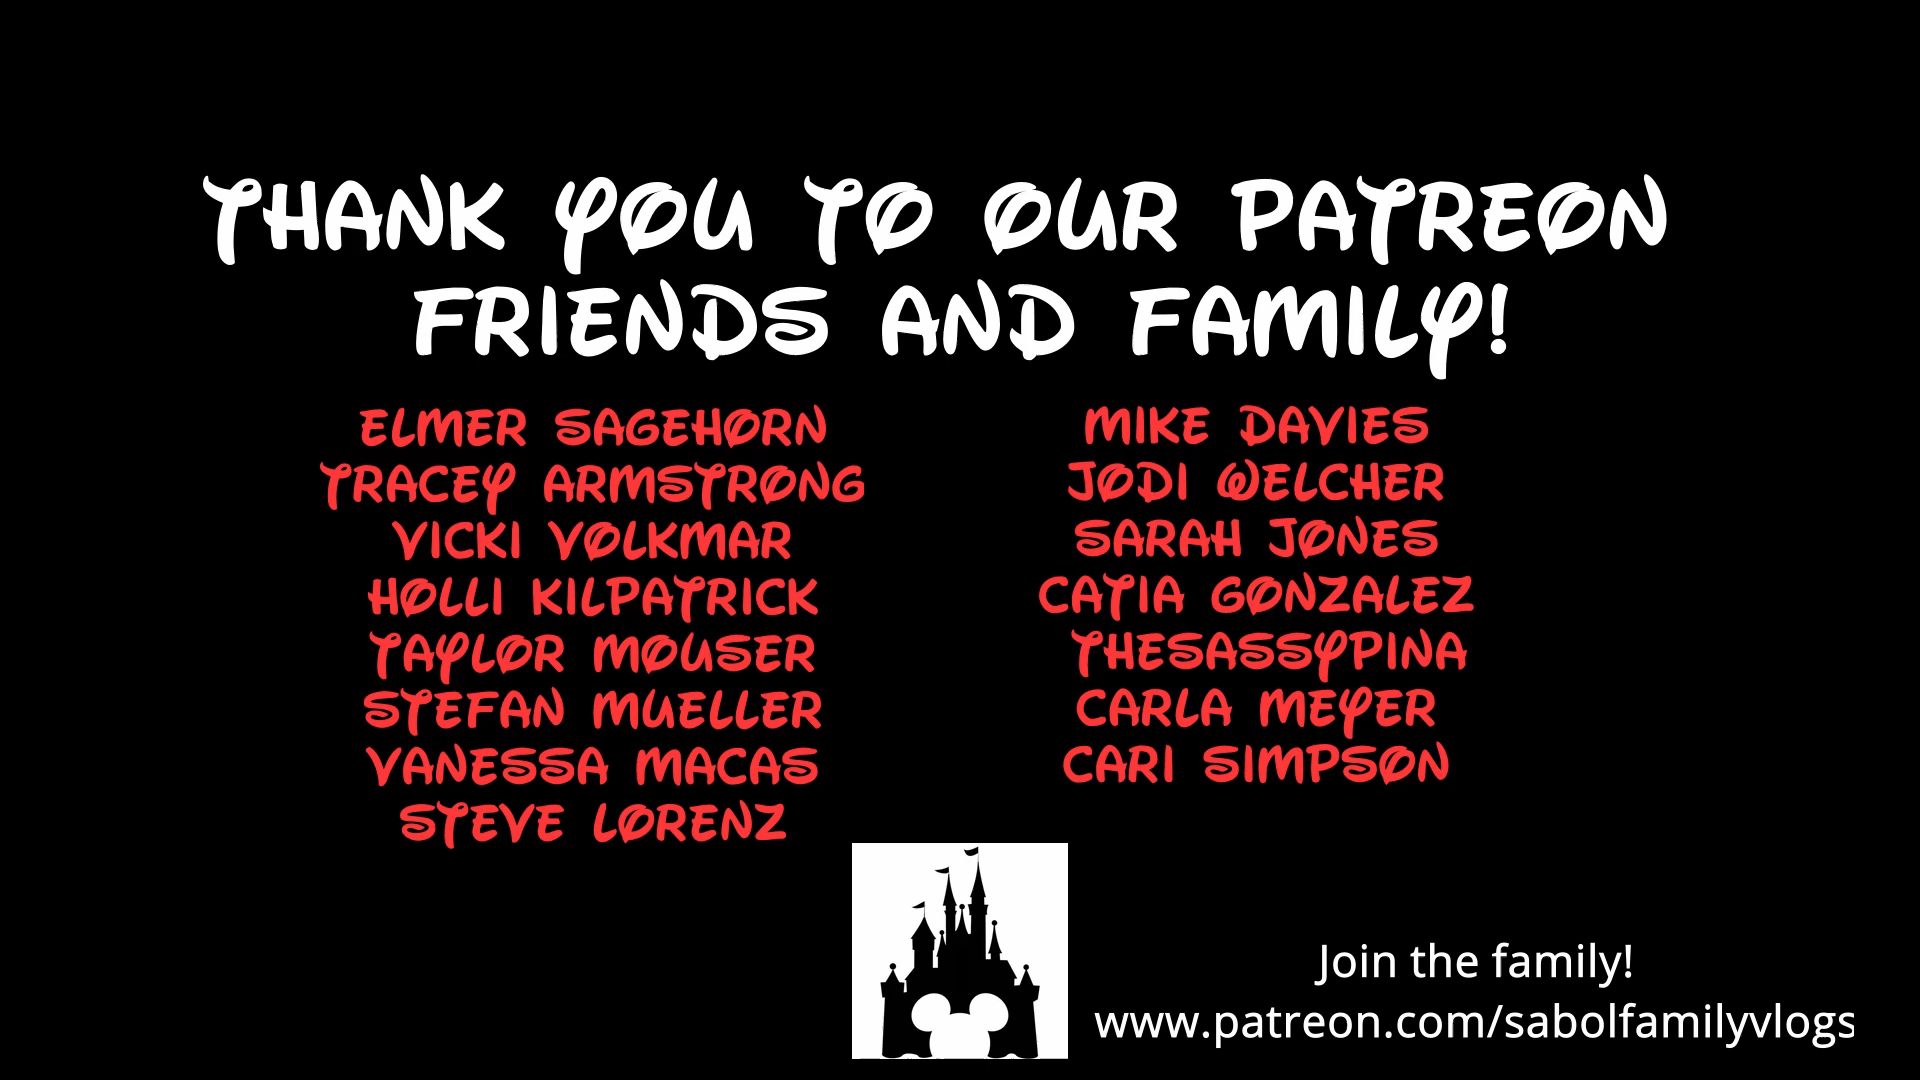 THANK YOU TO OUR PATREON
FRIENDS AND FAMILY!
ELMER SAGEHORN
TRACEY ARMSTRONG
VICKI VOLKMAR
HOLLI KILPATRICK
TAYLOR MOUSER
STEFAN MUELLER
VANESSA MACAS
STEVE LORENZ
MIKE DAVIES
JODI WELCHER
SARAH JONES
CATIA GONZALEZ
THESASSYPINA
CARLA MEYER
CARI SIMPSON
Join the family!
www.patreon.com/sabolfamilyvlogs